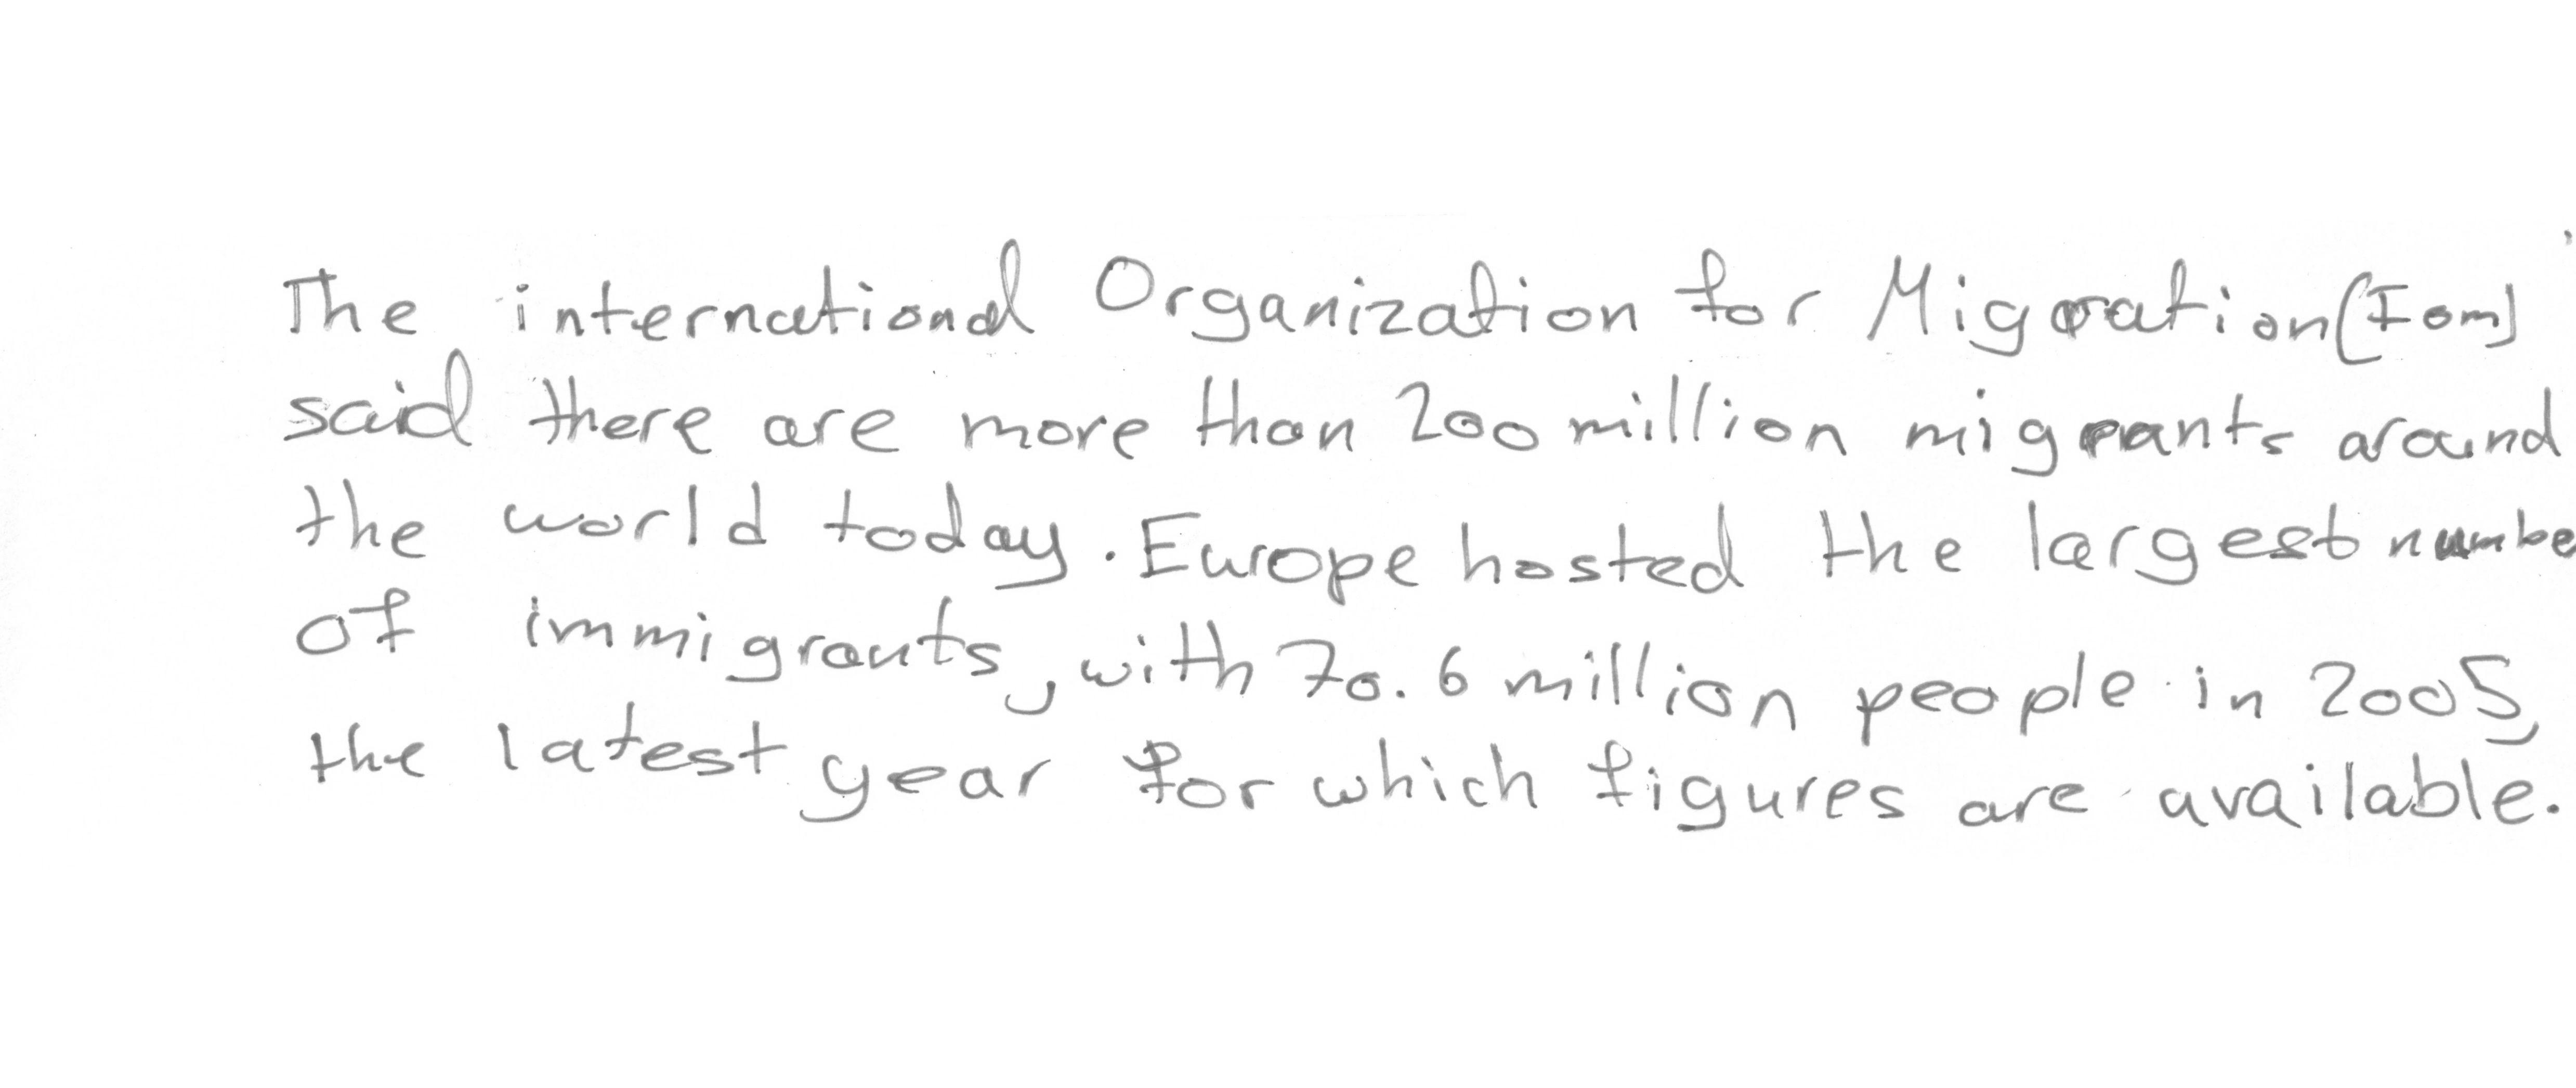 The international Organization for Migration (Iom)
said there are more than 200 million migrants around
the world today. Europe hosted the largest numbe
of immigrants, with 70.6 million people in 2005,
the latest year for which figures are available.